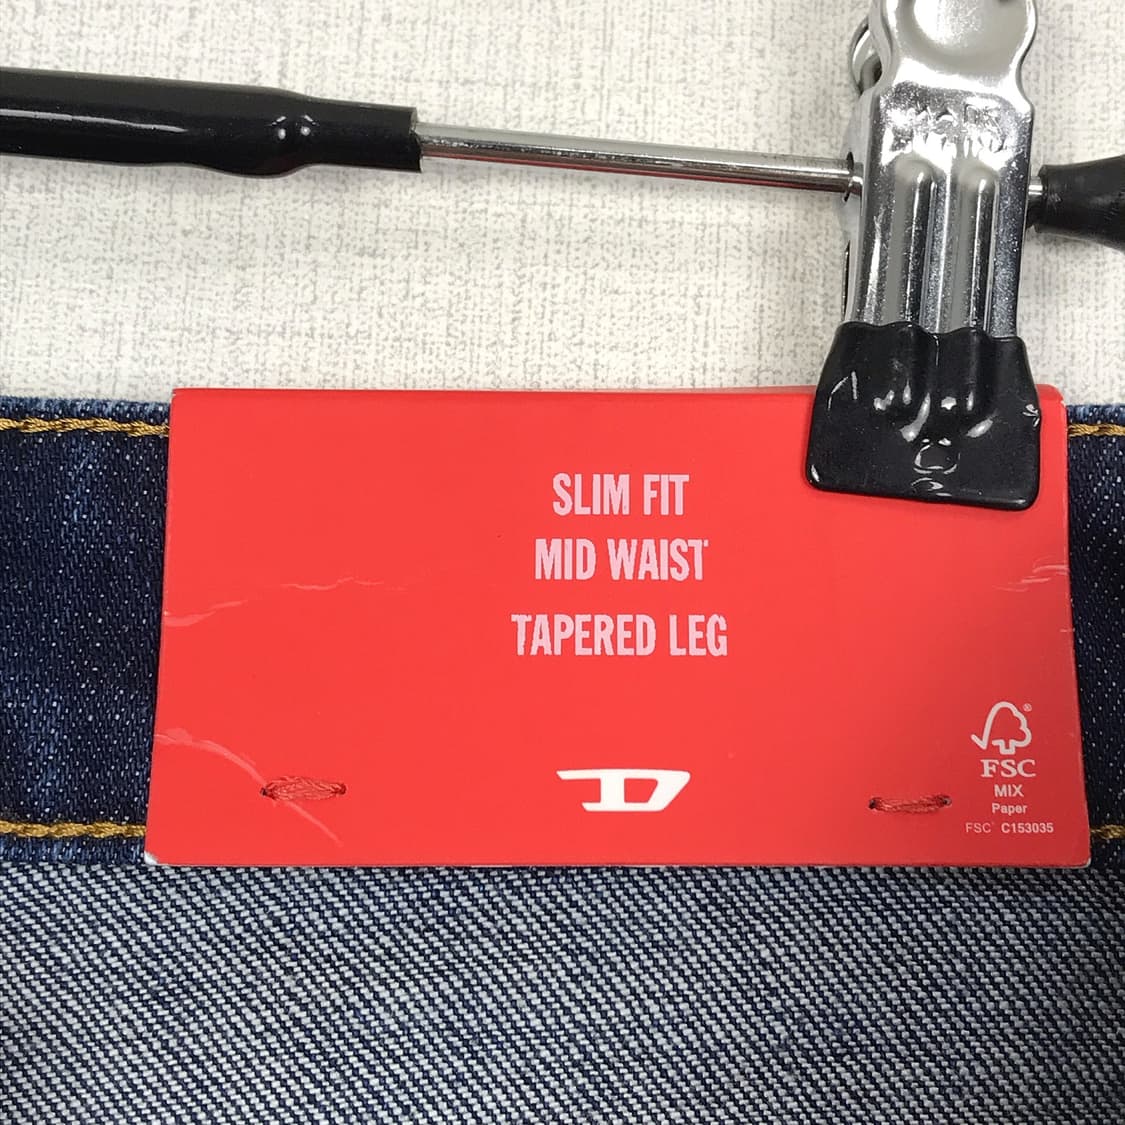 SLIM FIT
MID WAIST
TAPERED LEG
D
®
FSC
MIX
Paper
FSC® C153035